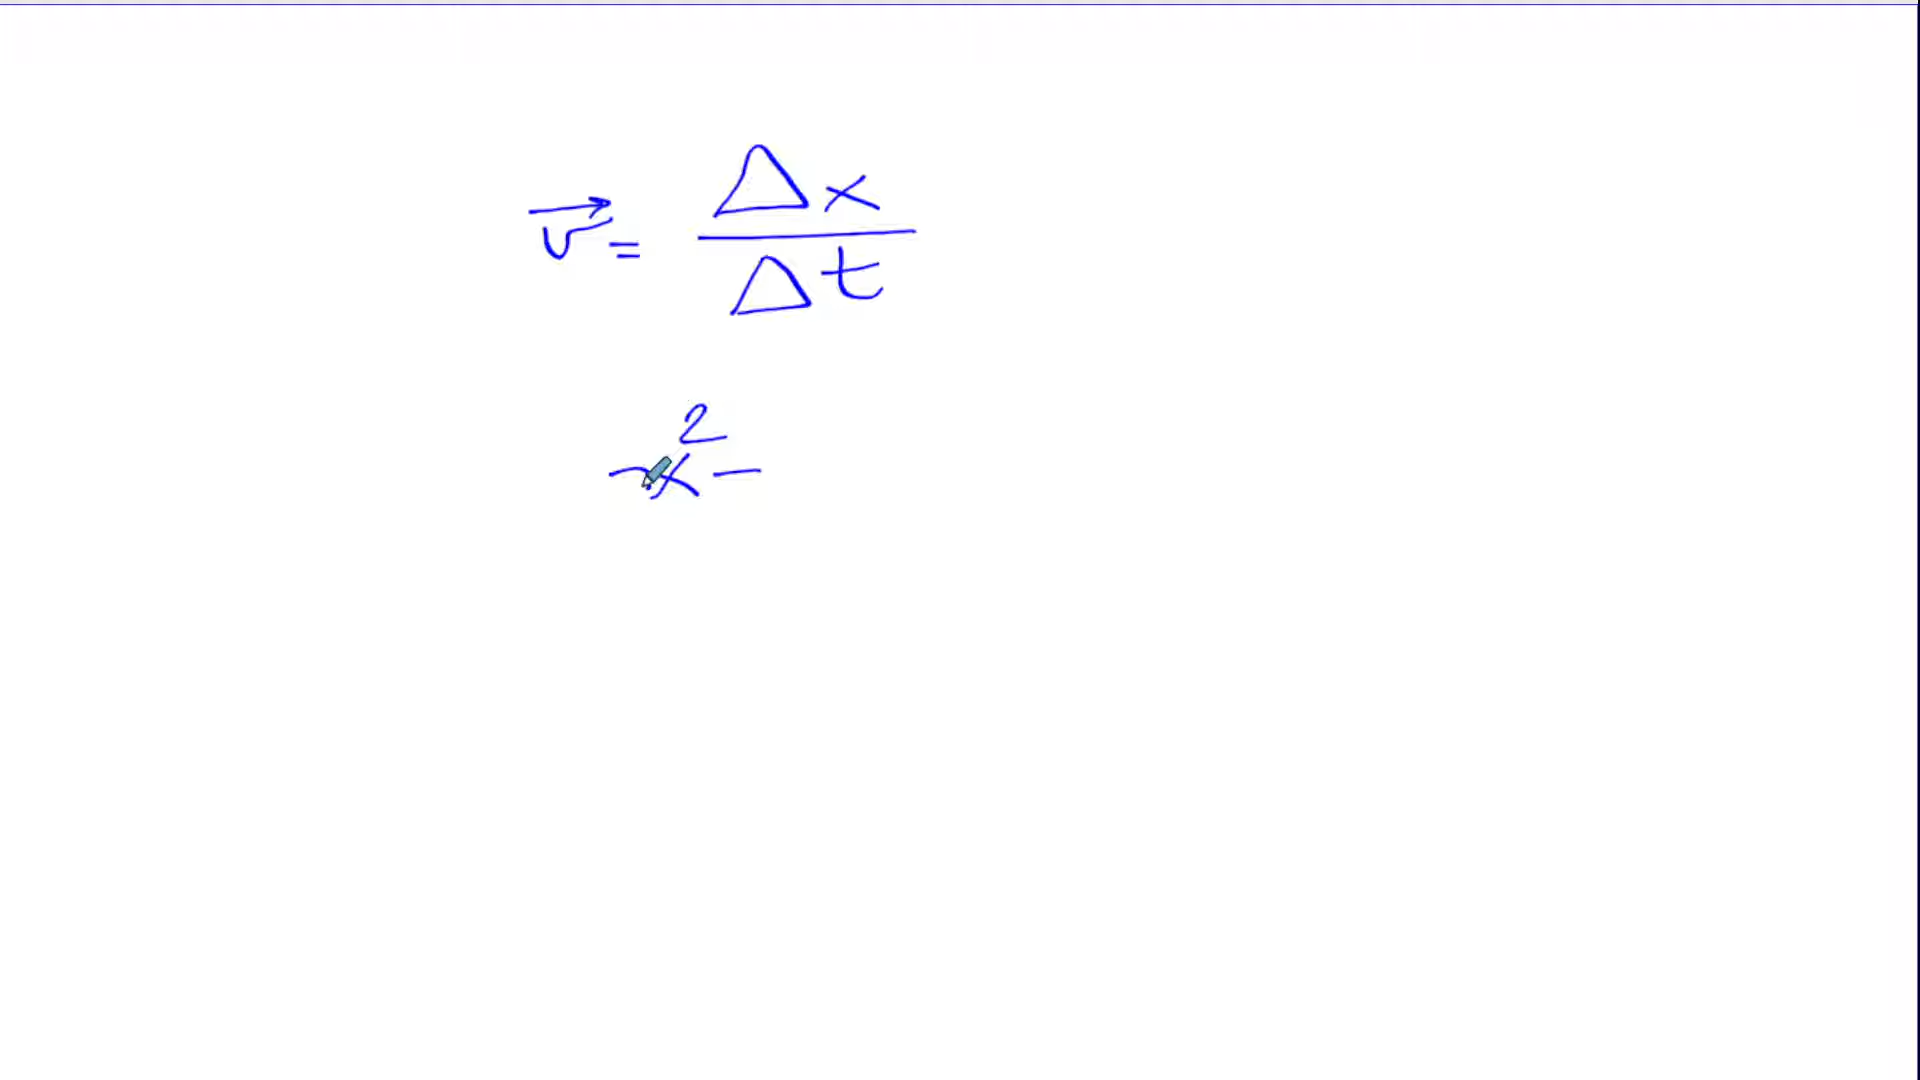 v⃗ = Δx / Δt
x² −